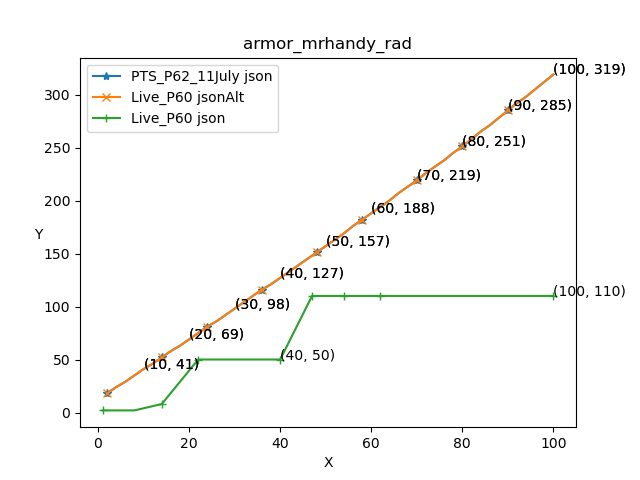 armor_mrhandy_rad
PTS_P62_11July json
Live_P60 jsonAlt
Live_P60 json
(100, 319)
(90, 285)
(80, 251)
(70, 219)
(60, 188)
(50, 157)
(40, 127)
(30, 98)
(20, 69)
(10, 41)
(100, 110)
(40, 50)
300
250
200
150
100
50
0
Y
0 20 40 60 80 100
X